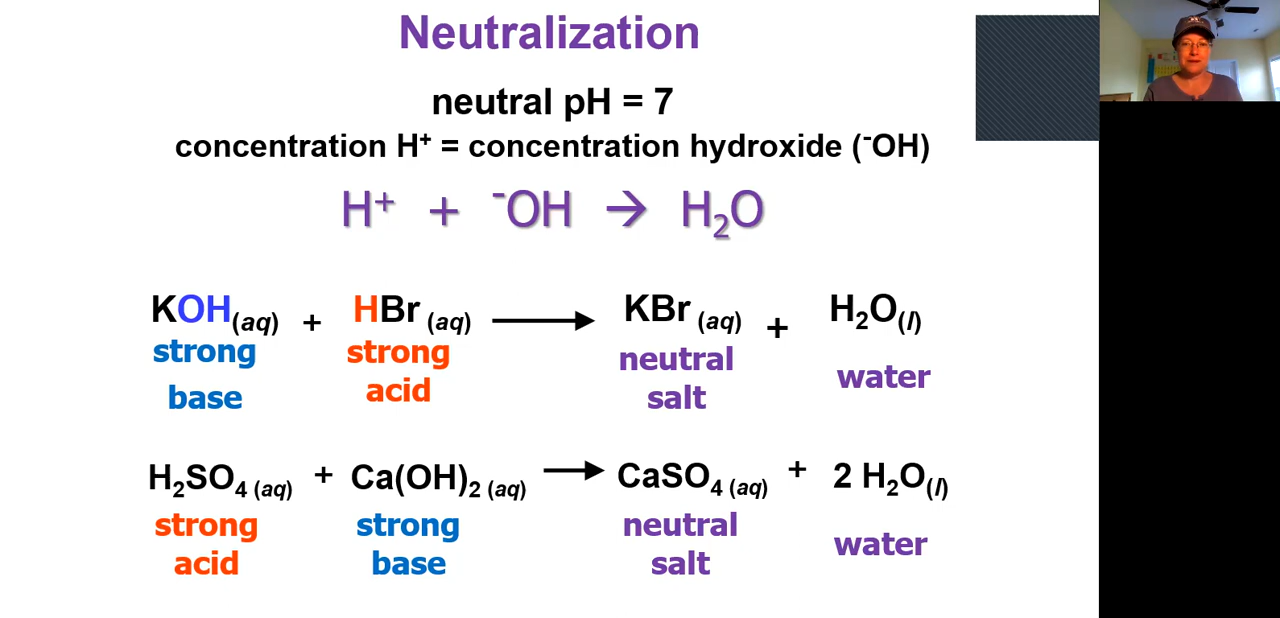 Neutralization
neutral pH = 7
concentration H⁺ = concentration hydroxide (⁻OH)
H⁺ + ⁻OH → H₂O
KOH(aq) + HBr (aq) → KBr (aq) + H₂O(l)
strong base strong acid neutral salt water
H₂SO₄ (aq) + Ca(OH)₂ (aq) → CaSO₄ (aq) + 2 H₂O(l)
strong acid strong base neutral salt water